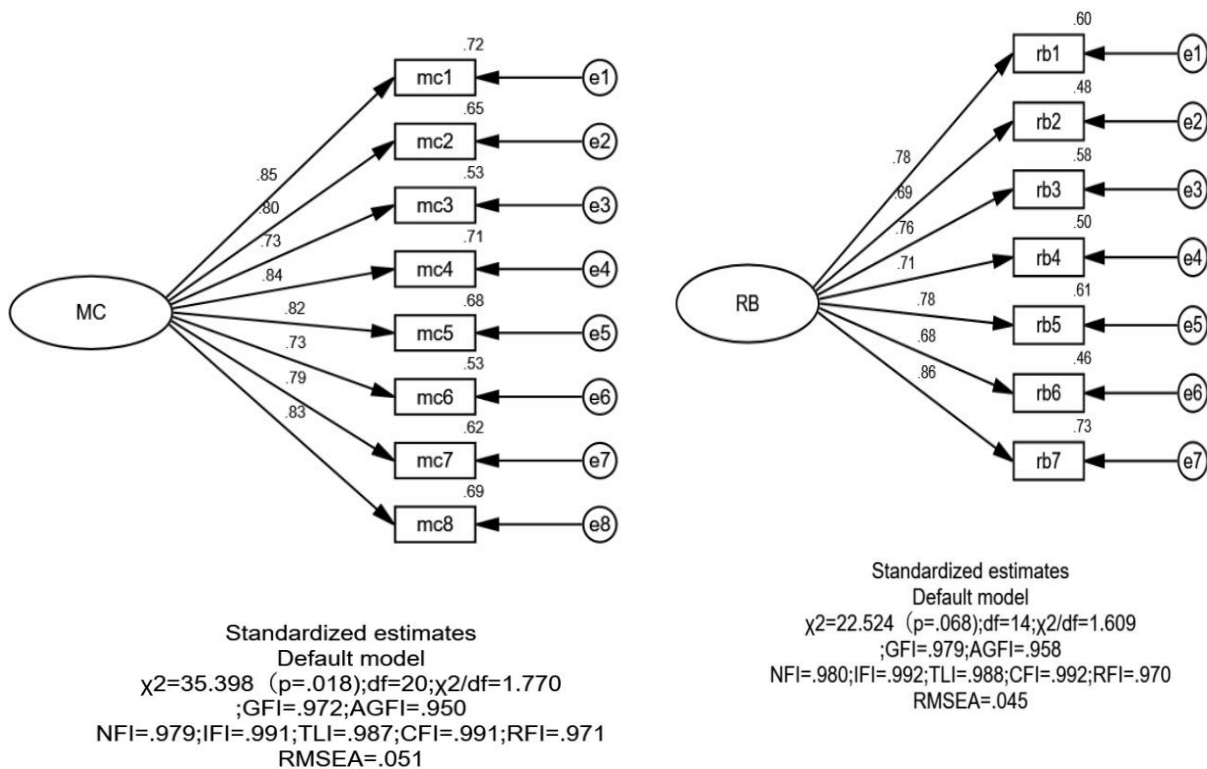 .72
mc1
e1
.65
mc2
e2
.85
.53
mc3
e3
.80
.73
.71
mc4
e4
.84
MC
.82
.68
mc5
e5
.73
.53
mc6
e6
.79
.83
.62
mc7
e7
.69
mc8
e8
Standardized estimates
Default model
χ2=35.398（p=.018);df=20;χ2/df=1.770
;GFI=.972;AGFI=.950
NFI=.979;IFI=.991;TLI=.987;CFI=.991;RFI=.971
RMSEA=.051
.60
rb1
e1
.48
rb2
e2
.78
.58
.69
rb3
e3
.76
.50
.71
rb4
e4
RB
.78
.61
rb5
e5
.68
.46
.86
rb6
e6
.73
rb7
e7
Standardized estimates
Default model
χ2=22.524（p=.068);df=14;χ2/df=1.609
;GFI=.979;AGFI=.958
NFI=.980;IFI=.992;TLI=.988;CFI=.992;RFI=.970
RMSEA=.045